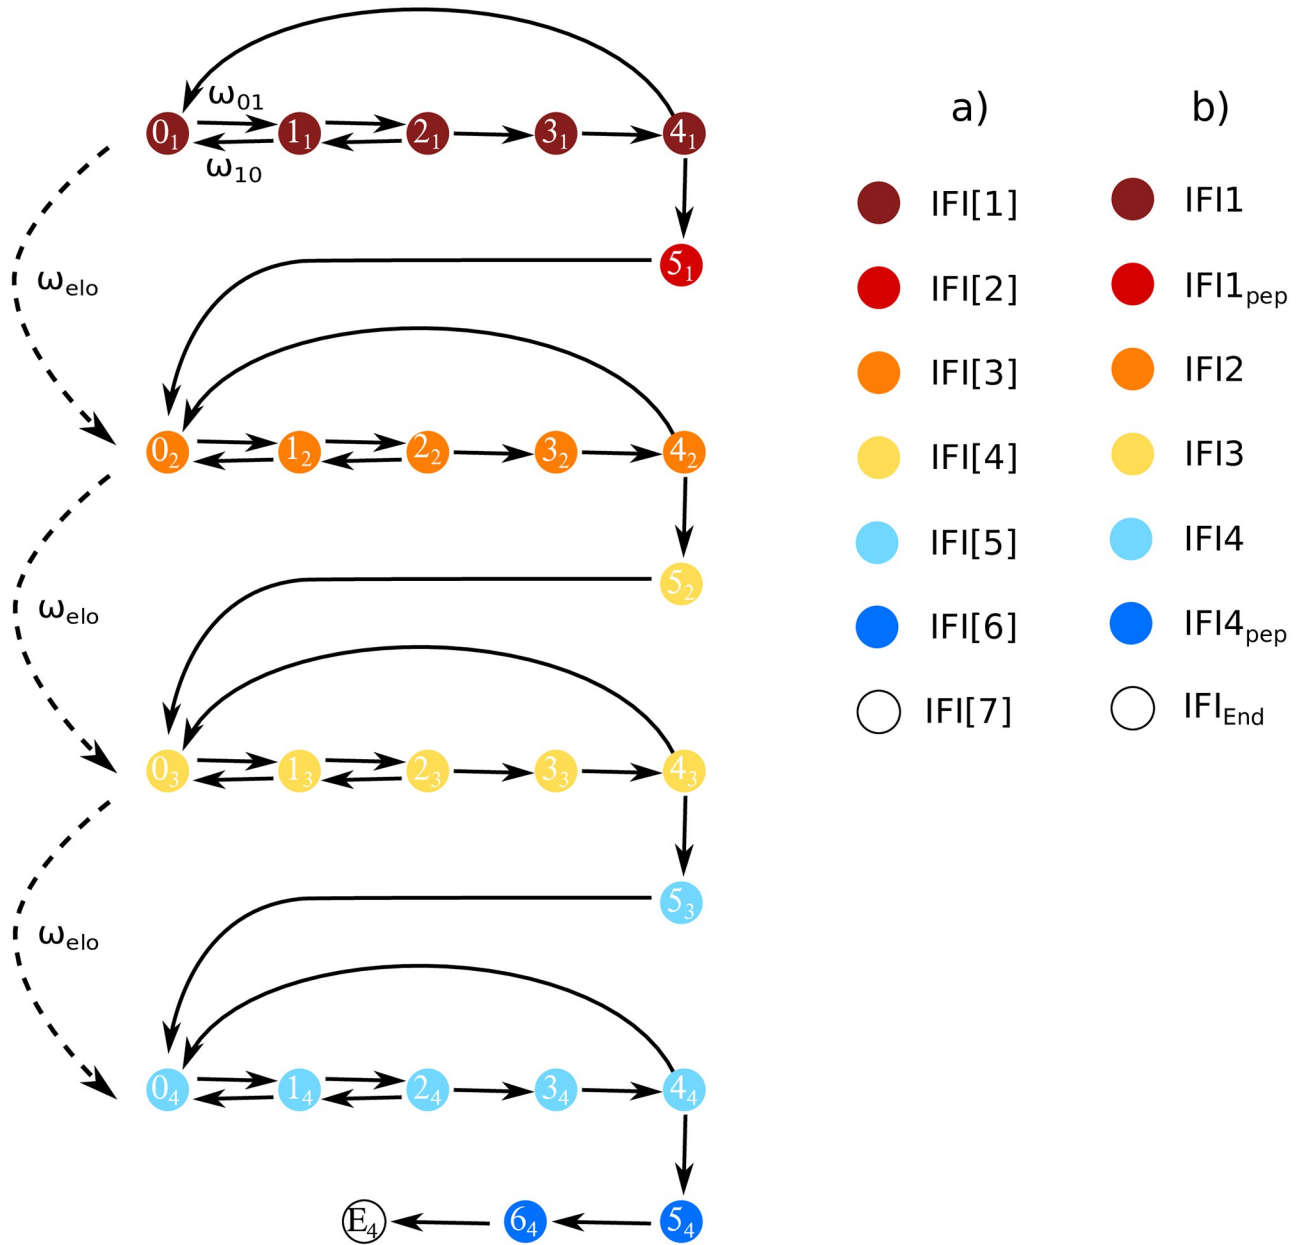 a) b)
ω01
0₁ 1₁ 2₁ 3₁ 4₁
ω10
IFI[1] IFI1
5₁
ωelo
IFI[2] IFI1pep
IFI[3] IFI2
0₂ 1₂ 2₂ 3₂ 4₂
IFI[4] IFI3
IFI[5] IFI4
5₂
ωelo
IFI[6] IFI4pep
IFI[7] IFIEnd
0₃ 1₃ 2₃ 3₃ 4₃
5₃
ωelo
0₄ 1₄ 2₄ 3₄ 4₄
E₄ 6₄ 5₄